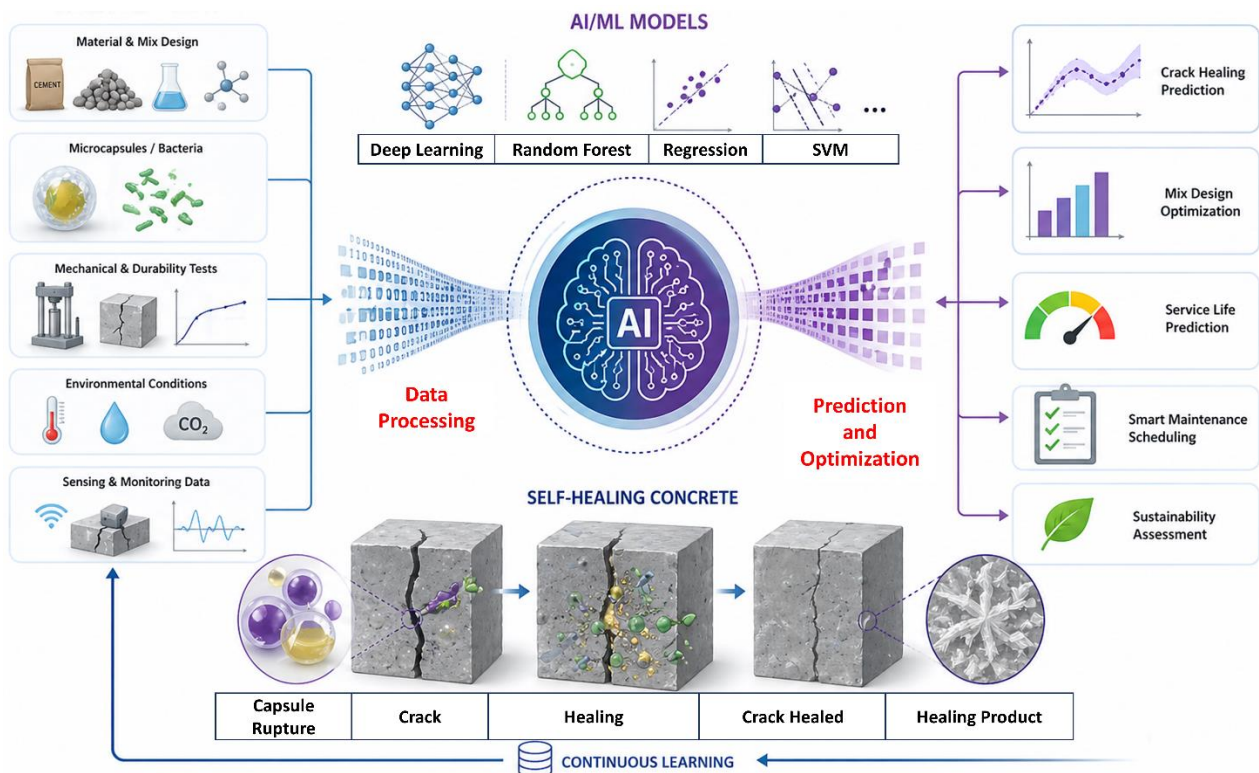 AI/ML MODELS
Material & Mix Design
CEMENT
Microcapsules / Bacteria
Mechanical & Durability Tests
Environmental Conditions
CO2
Sensing & Monitoring Data
Deep Learning
Random Forest
Regression
SVM
...
AI
Data
Processing
Prediction
and
Optimization
Crack Healing
Prediction
Mix Design
Optimization
Service Life
Prediction
Smart Maintenance
Scheduling
Sustainability
Assessment
SELF-HEALING CONCRETE
Capsule
Rupture
Crack
Healing
Crack Healed
Healing Product
CONTINUOUS LEARNING